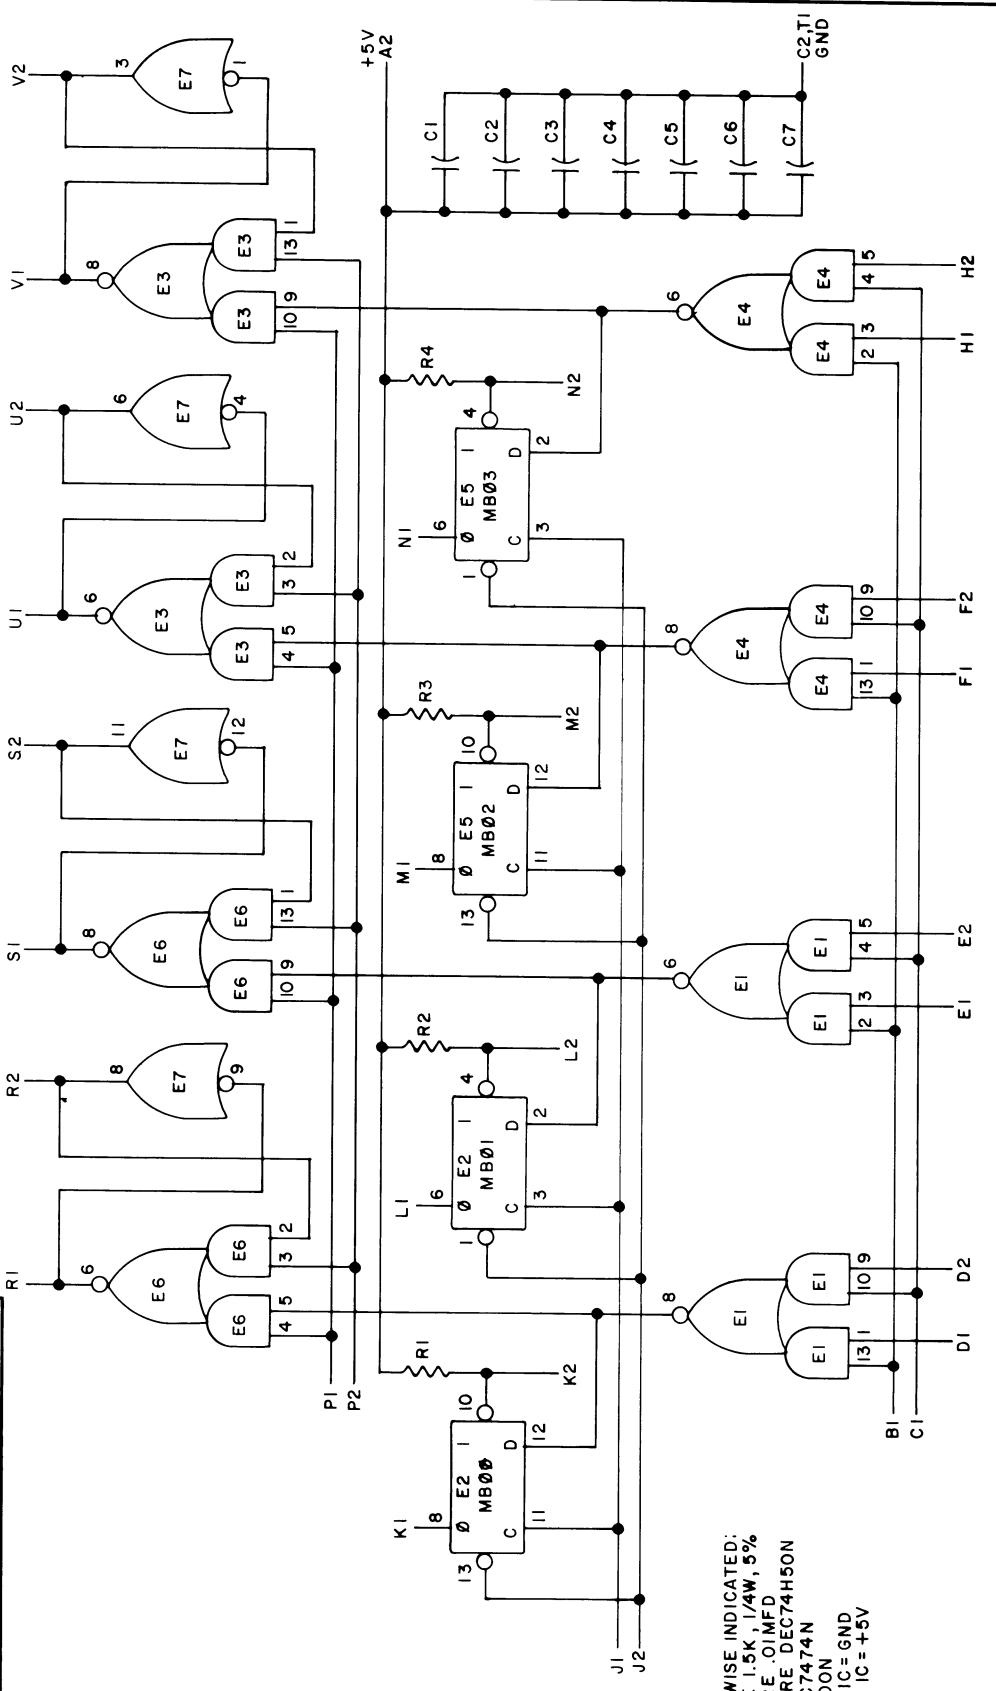 R1 R2 S1 S2 U1 U2 V1 V2
6 8 8 11 6 6 8 3
E6 E7 E6 E7 E3 E7 E3 E7
9 12 4 1
E6 E6 E6 E6 E3 E3 E3 E3
4 5 3 2 10 9 13 1 4 5 3 2 10 9 13 1
P1
P2
+5V
A2
R1 R2 R3 R4
K1 L1 M1 N1
C1
8 6 8 6
13 10 1 4 13 10 1 4
Ø E2 1 Ø E2 1 Ø E5 1 Ø E5 1
MBØØ MBØ1 MBØ2 MBØ3
C D C D C D C D
11 12 3 2 11 12 3 2
K2 L2 M2 N2
C2
C3
C4
C5
C6
C7
C2,T1
GND
J1
J2
8 6 8 6
E1 E1 E4 E4
E1 E1 E1 E1 E4 E4 E4 E4
13 1 10 9 2 3 4 5 13 1 10 9 2 3 4 5
B1
C1
D1 D2 E1 E2 F1 F2 H1 H2
WISE INDICATED:
1.5K, 1/4W, 5%
E .01MFD
RE DEC74H50N
7474N
OON
IC = GND
IC = +5V